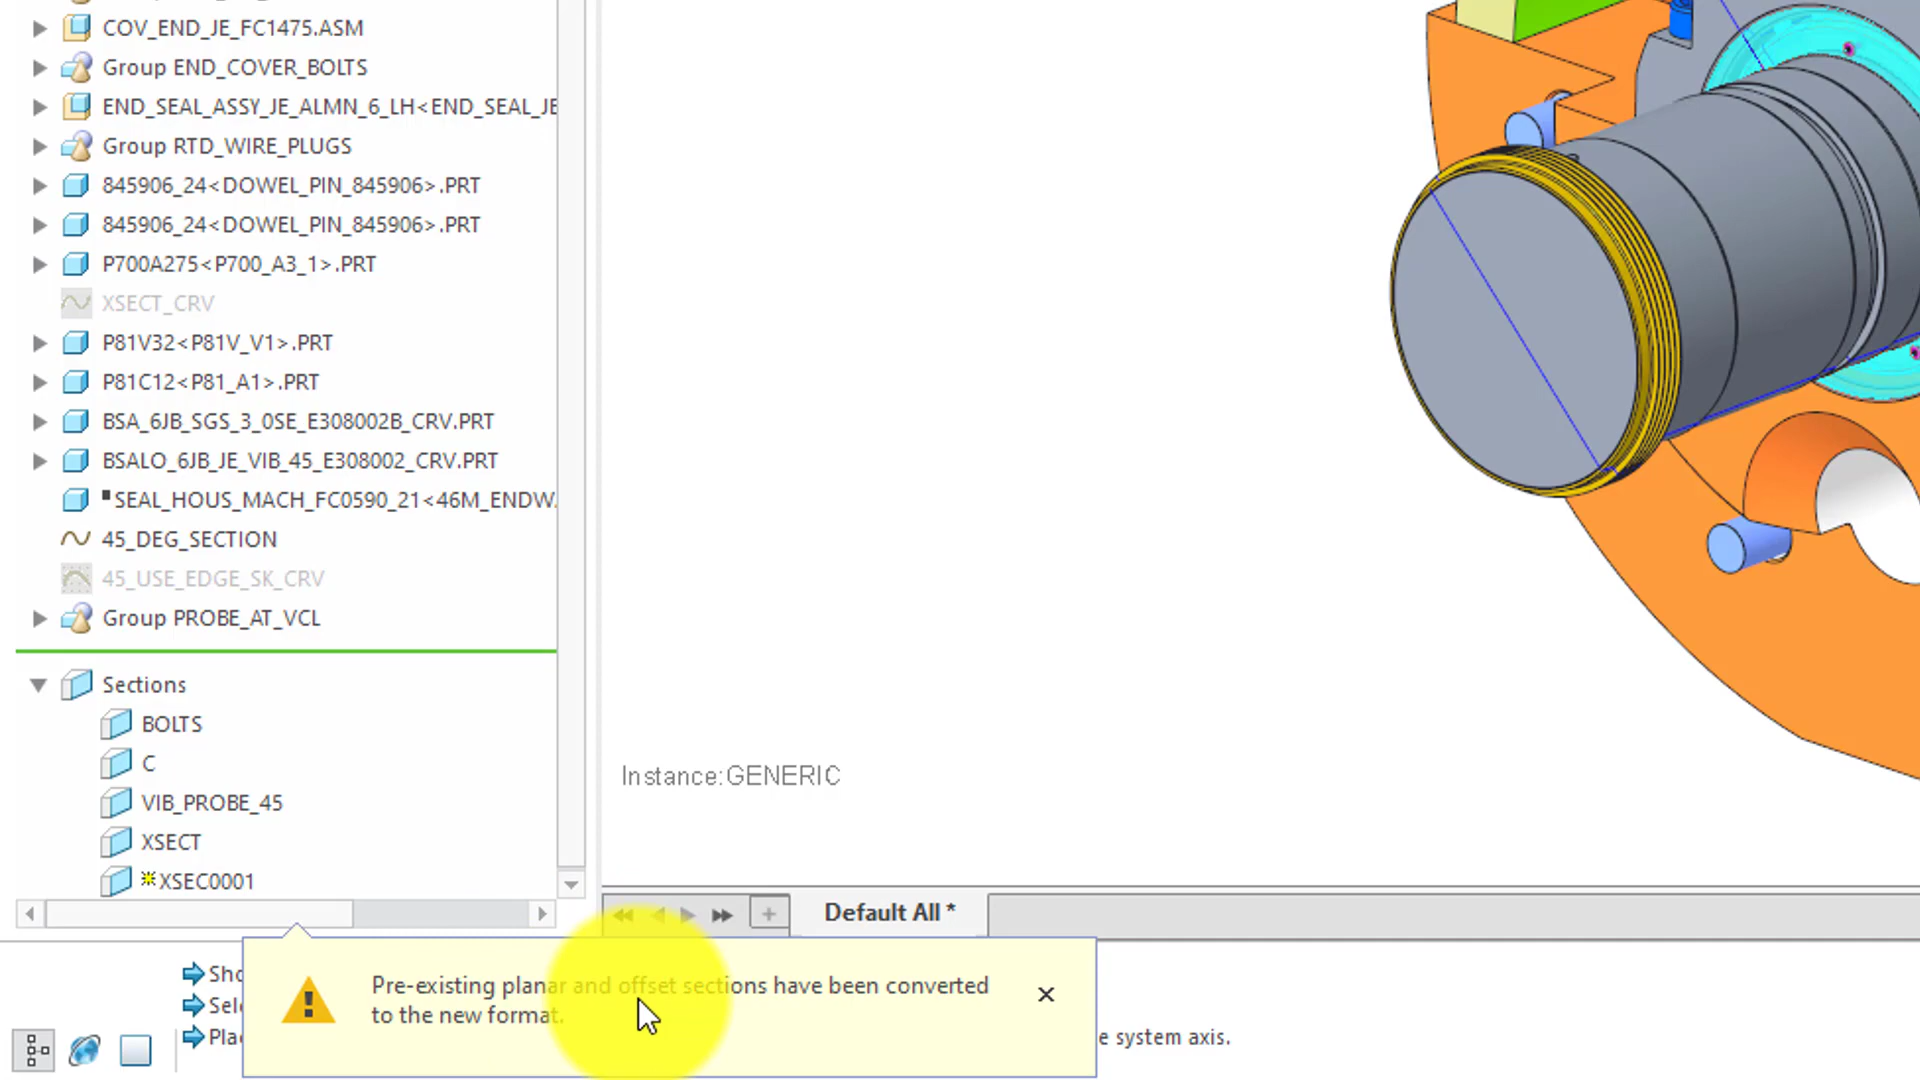 COV_END_JE_FC1475.ASM
Group END_COVER_BOLTS
END_SEAL_ASSY_JE_ALMN_6_LH<END_SEAL_JE
Group RTD_WIRE_PLUGS
845906_24<DOWEL_PIN_845906>.PRT
845906_24<DOWEL_PIN_845906>.PRT
P700A275<P700_A3_1>.PRT
XSECT_CRV
P81V32<P81V_V1>.PRT
P81C12<P81_A1>.PRT
BSA_6JB_SGS_3_0SE_E308002B_CRV.PRT
BSALO_6JB_JE_VIB_45_E308002_CRV.PRT
SEAL_HOUS_MACH_FC0590_21<46M_ENDW
45_DEG_SECTION
45_USE_EDGE_SK_CRV
Group PROBE_AT_VCL
Sections
BOLTS
C
VIB_PROBE_45
XSECT
XSEC0001
Instance:GENERIC
Default All *
Sho
Sele
Pla
Pre-existing planar and offset sections have been converted
to the new format.
e system axis.